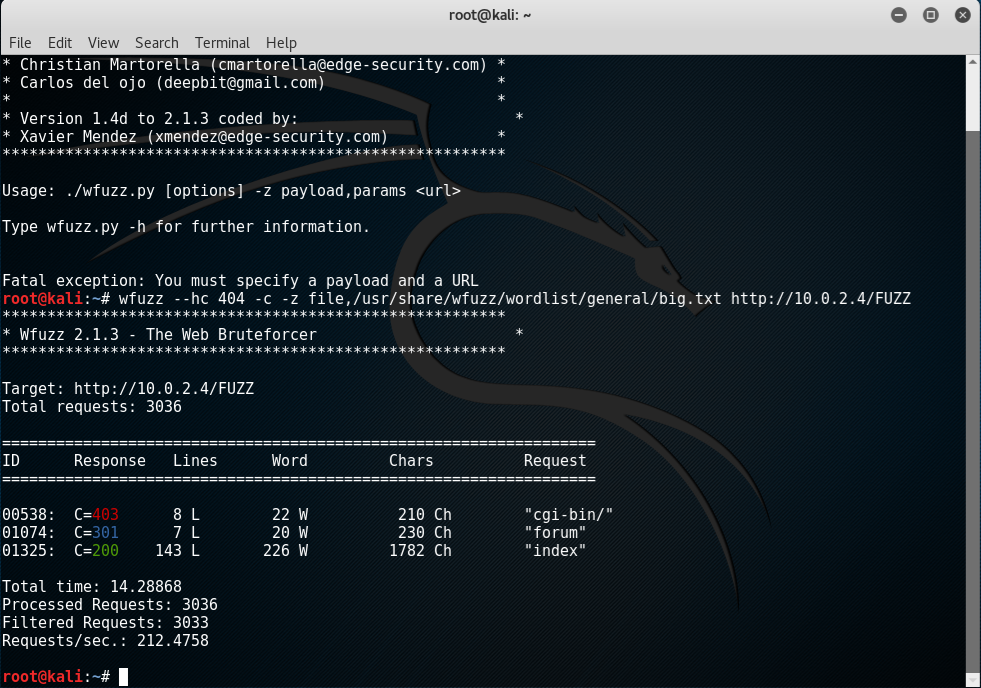 root@kali: ~
File Edit View Search Terminal Help
* Christian Martorella (cmartorella@edge-security.com) *
* Carlos del ojo (deepbit@gmail.com)                   *
*                                                      *
* Version 1.4d to 2.1.3 coded by:                        *
* Xavier Mendez (xmendez@edge-security.com)            *
********************************************************
Usage: ./wfuzz.py [options] -z payload,params <url>
Type wfuzz.py -h for further information.
Fatal exception: You must specify a payload and a URL
root@kali:~# wfuzz --hc 404 -c -z file,/usr/share/wfuzz/wordlist/general/big.txt http://10.0.2.4/FUZZ
********************************************************
* Wfuzz 2.1.3 - The Web Bruteforcer                      *
********************************************************
Target: http://10.0.2.4/FUZZ
Total requests: 3036
==================================================================
ID      Response   Lines      Word         Chars          Request
==================================================================
00538:  C=403      8 L        22 W          210 Ch        "cgi-bin/"
01074:  C=301      7 L        20 W          230 Ch        "forum"
01325:  C=200    143 L       226 W         1782 Ch        "index"
Total time: 14.28868
Processed Requests: 3036
Filtered Requests: 3033
Requests/sec.: 212.4758
root@kali:~#